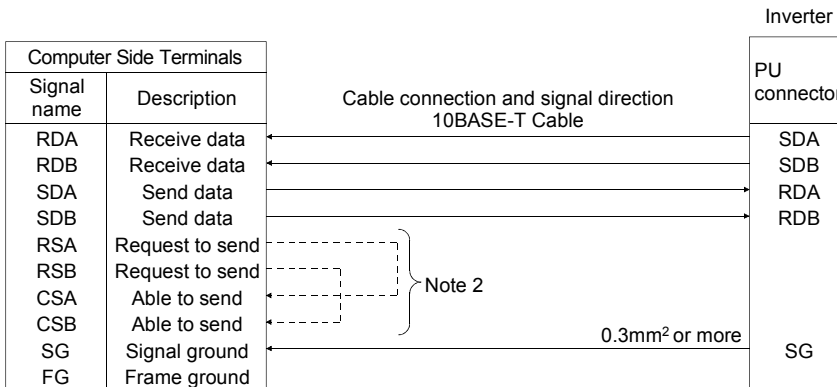 Inverter
Computer Side Terminals
Signal name
Description
Cable connection and signal direction
10BASE-T Cable
PU connector
RDA Receive data SDA
RDB Receive data SDB
SDA Send data RDA
SDB Send data RDB
RSA Request to send
RSB Request to send
Note 2
CSA Able to send
CSB Able to send
0.3mm² or more
SG Signal ground SG
FG Frame ground